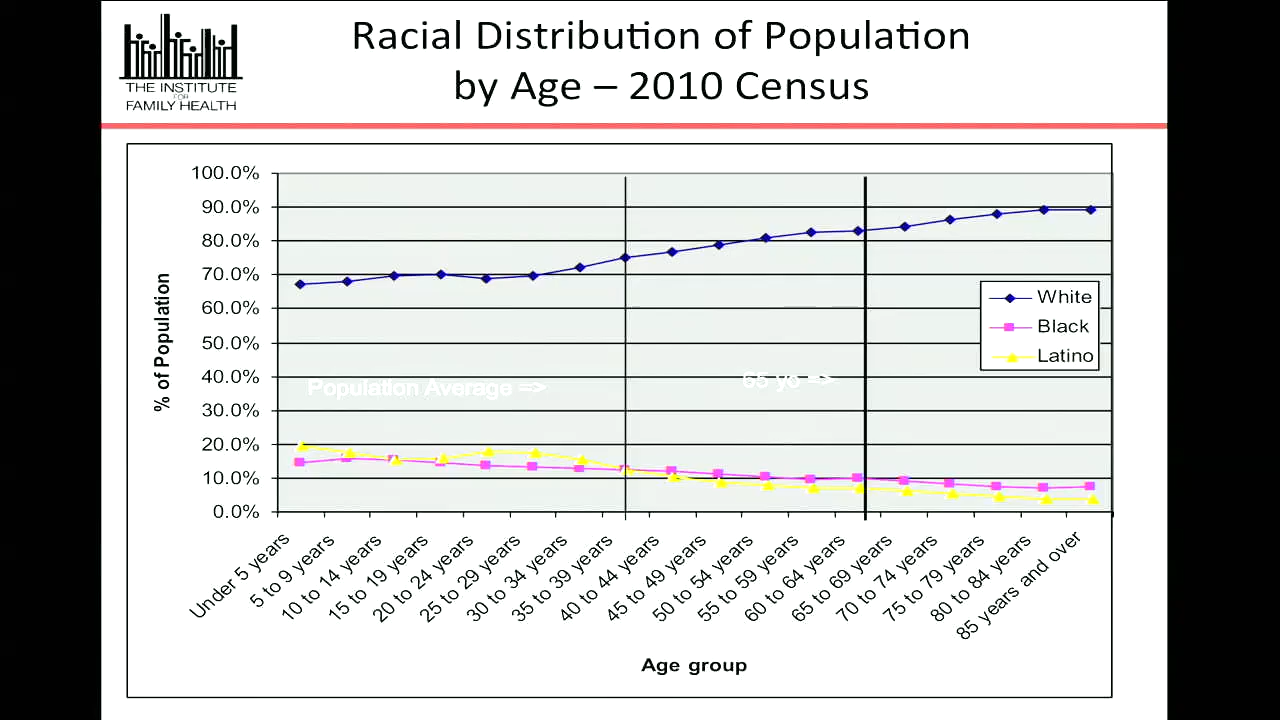 THE INSTITUTE
FOR
FAMILY HEALTH
Racial Distribution of Population
by Age – 2010 Census
100.0%
90.0%
80.0%
70.0%
60.0%
50.0%
40.0%
30.0%
20.0%
10.0%
0.0%
% of Population
White
Black
Latino
Population Average =>
65 yo =>
Under 5 years
5 to 9 years
10 to 14 years
15 to 19 years
20 to 24 years
25 to 29 years
30 to 34 years
35 to 39 years
40 to 44 years
45 to 49 years
50 to 54 years
55 to 59 years
60 to 64 years
65 to 69 years
70 to 74 years
75 to 79 years
80 to 84 years
85 years and over
Age group